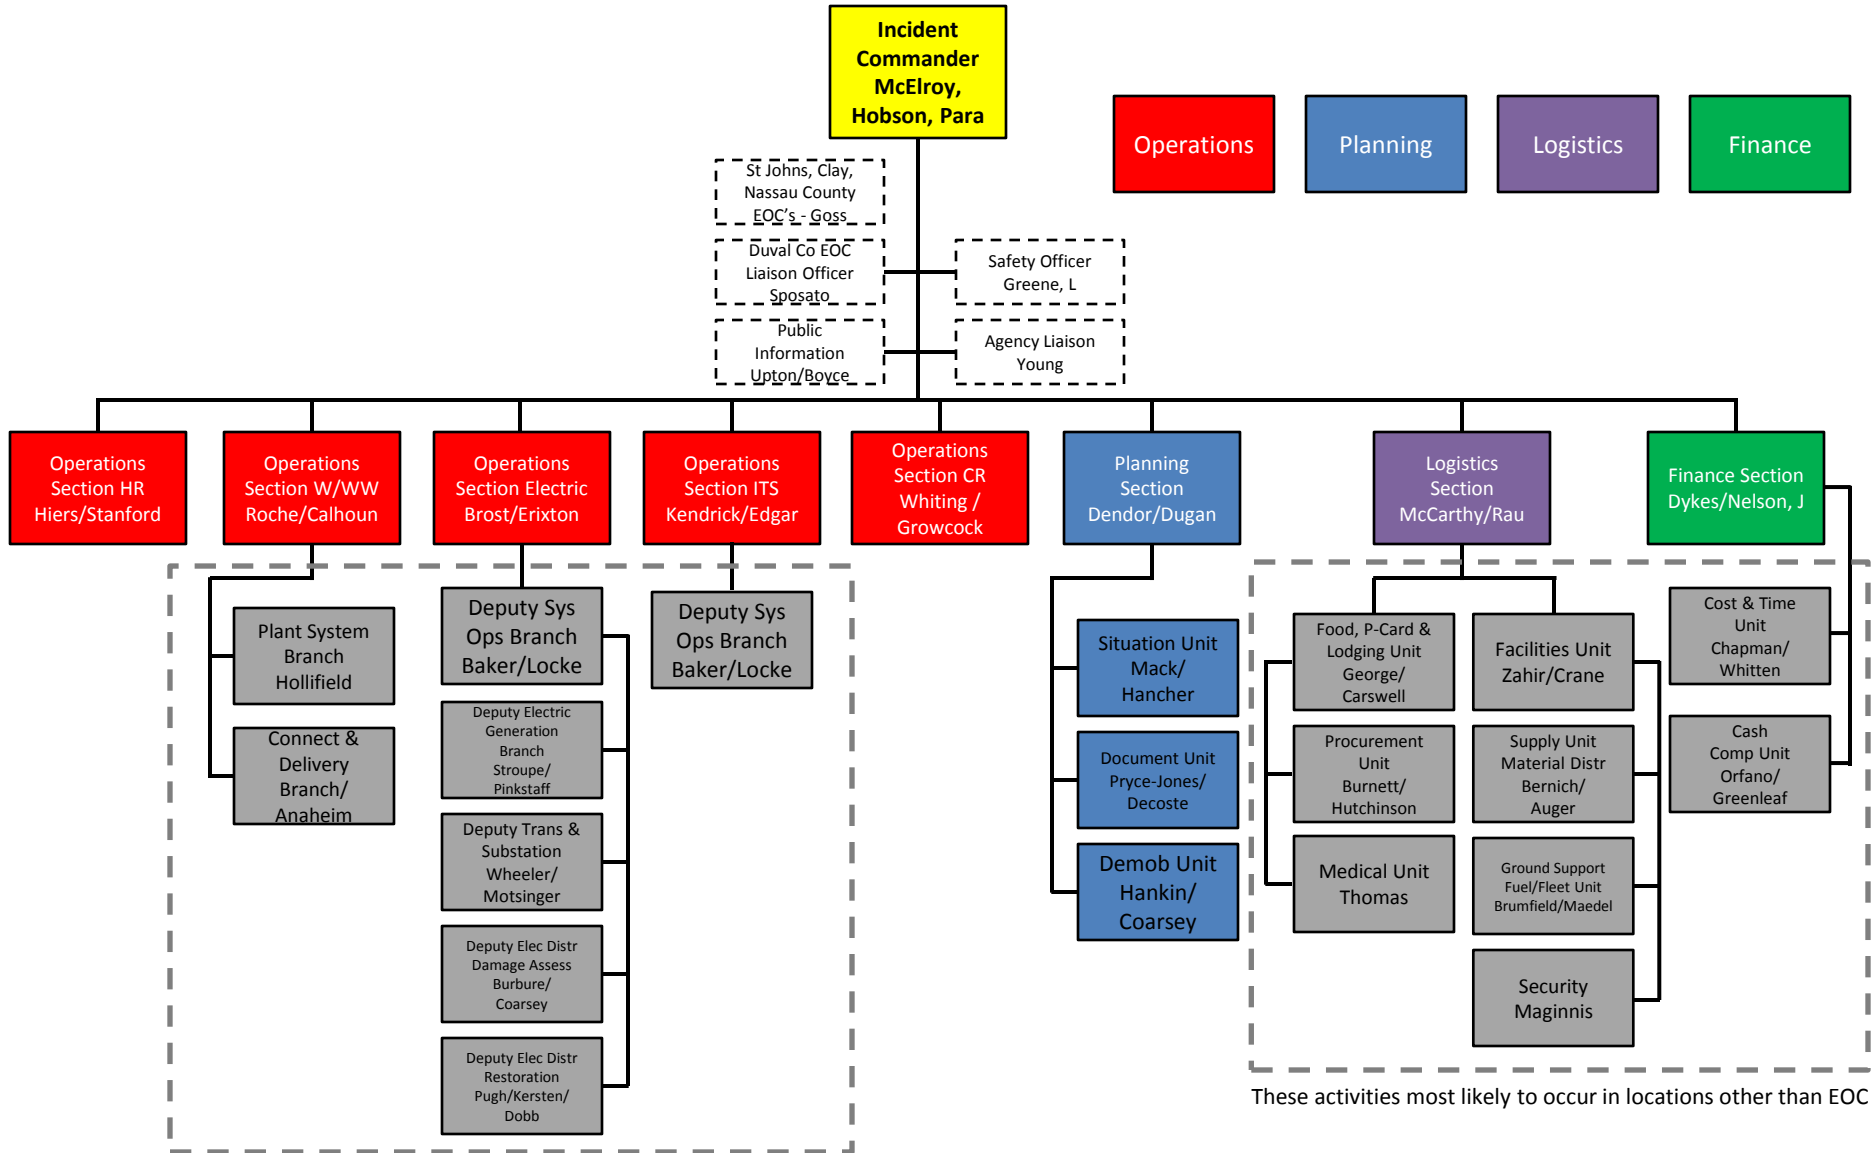 Incident
Commander
McElroy,
Hobson, Para
Operations
Planning
Logistics
Finance
St Johns, Clay,
Nassau County
EOC's - Goss
Duval Co EOC
Liaison Officer
Sposato
Safety Officer
Greene, L
Public
Information
Upton/Boyce
Agency Liaison
Young
Operations
Section HR
Hiers/Stanford
Operations
Section W/WW
Roche/Calhoun
Operations
Section Electric
Brost/Erixton
Operations
Section ITS
Kendrick/Edgar
Operations
Section CR
Whiting /
Growcock
Planning
Section
Dendor/Dugan
Logistics
Section
McCarthy/Rau
Finance Section
Dykes/Nelson, J
Plant System
Branch
Hollifield
Connect &
Delivery
Branch/
Anaheim
Deputy Sys
Ops Branch
Baker/Locke
Deputy Electric
Generation
Branch
Stroupe/
Pinkstaff
Deputy Trans &
Substation
Wheeler/
Motsinger
Deputy Elec Distr
Damage Assess
Burbure/
Coarsey
Deputy Elec Distr
Restoration
Pugh/Kersten/
Dobb
Deputy Sys
Ops Branch
Baker/Locke
Situation Unit
Mack/
Hancher
Document Unit
Pryce-Jones/
Decoste
Demob Unit
Hankin/
Coarsey
Food, P-Card &
Lodging Unit
George/
Carswell
Procurement
Unit
Burnett/
Hutchinson
Medical Unit
Thomas
Facilities Unit
Zahir/Crane
Supply Unit
Material Distr
Bernich/
Auger
Ground Support
Fuel/Fleet Unit
Brumfield/Maedel
Security
Maginnis
Cost & Time
Unit
Chapman/
Whitten
Cash
Comp Unit
Orfano/
Greenleaf
These activities most likely to occur in locations other than EOC